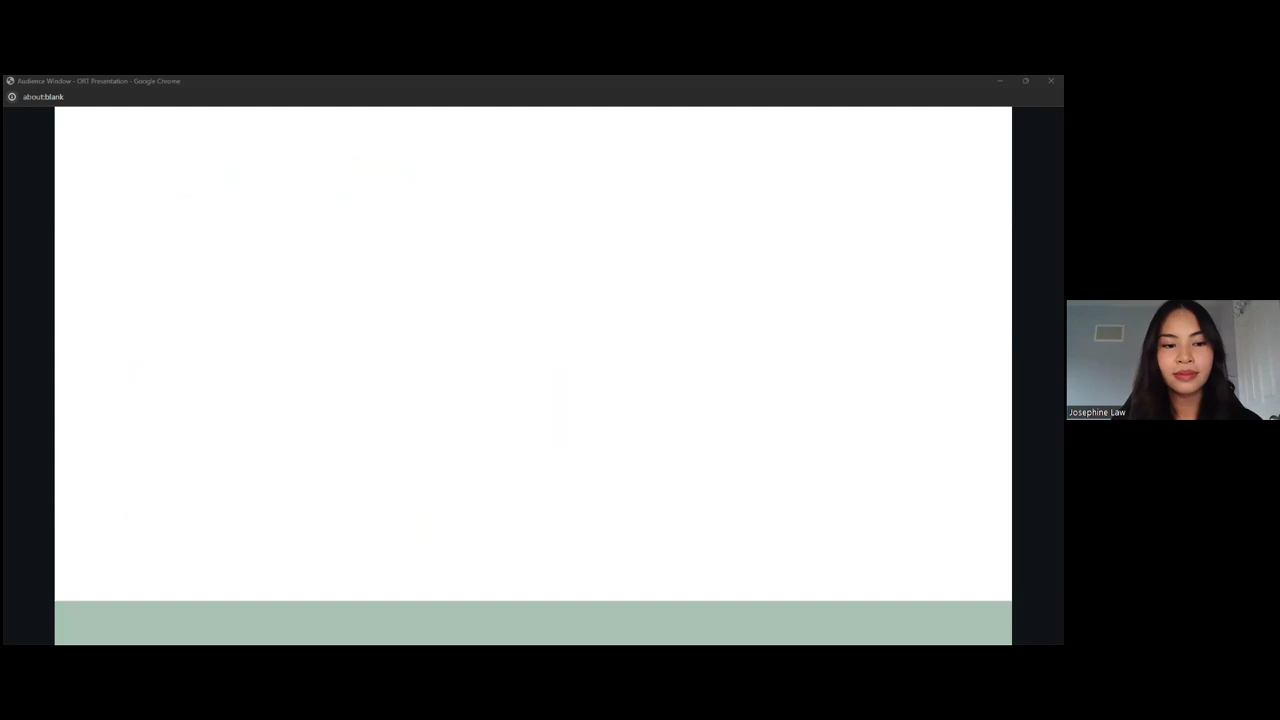 Audience Window - ORT Presentation - Google Chrome
about:blank
Josephine Law